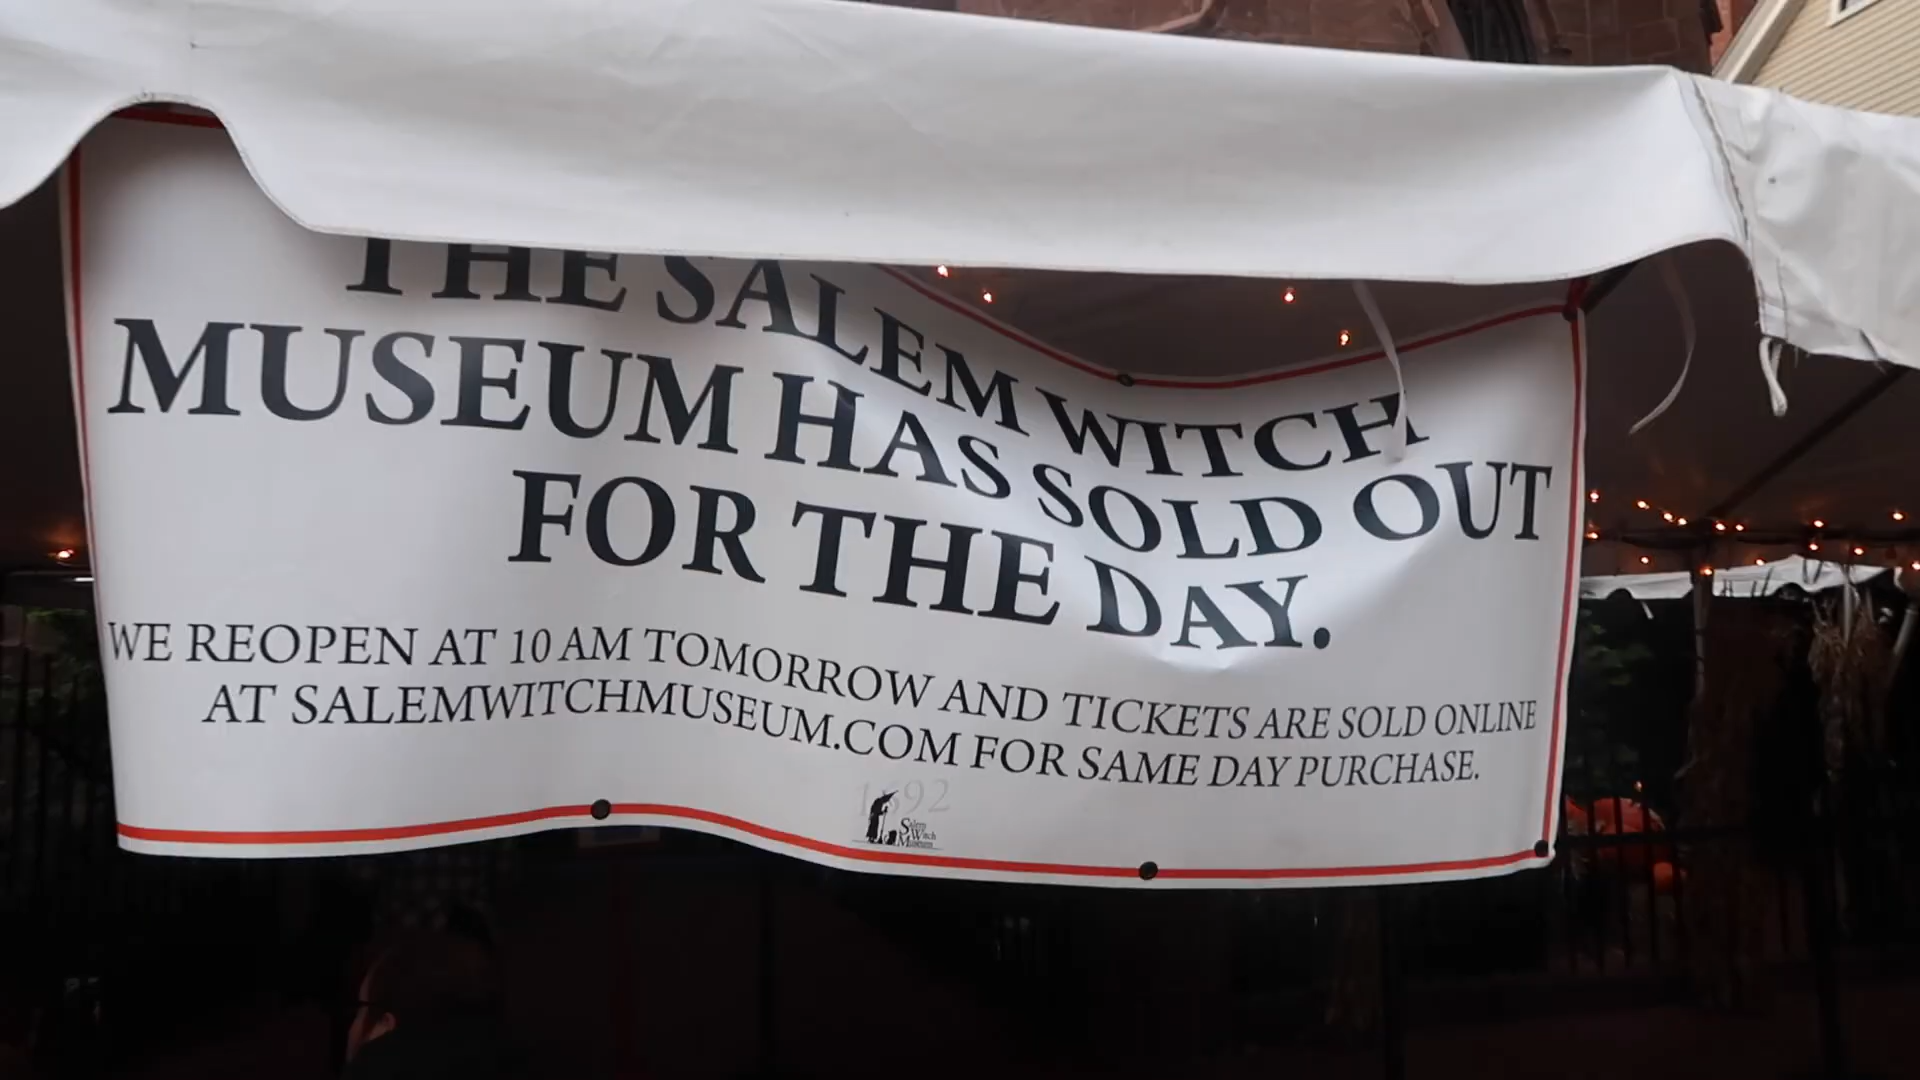 THE SALEM WITCH
MUSEUM HAS SOLD OUT
FOR THE DAY.
WE REOPEN AT 10 AM TOMORROW AND TICKETS ARE SOLD ONLINE
AT SALEMWITCHMUSEUM.COM FOR SAME DAY PURCHASE.
1692
Salem
Witch
Museum